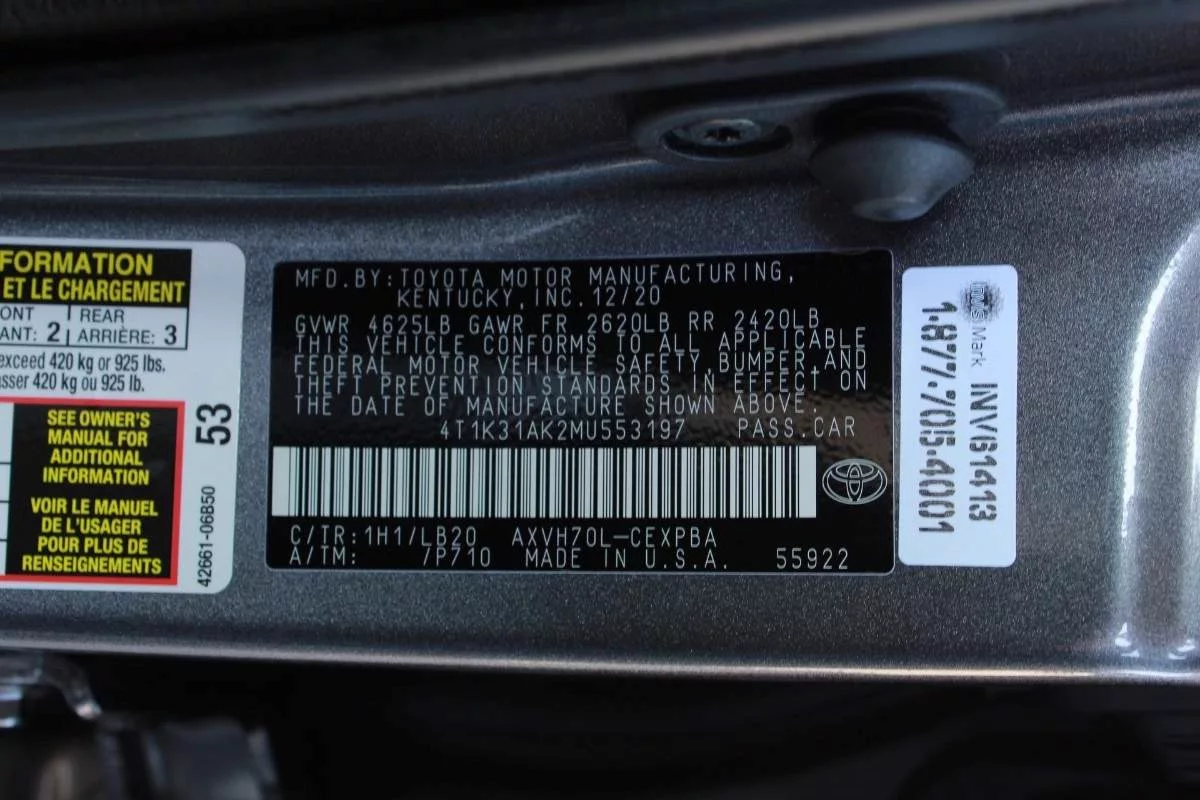 FORMATION
ET LE CHARGEMENT
ONT REAR
ANT: 2 ARRIÈRE: 3
exceed 420 kg or 925 lbs.
asser 420 kg ou 925 lb.
SEE OWNER'S
MANUAL FOR
ADDITIONAL
INFORMATION
VOIR LE MANUEL
DE L'USAGER
POUR PLUS DE
RENSEIGNEMENTS
53
42661-06B50
MFD.BY:TOYOTA MOTOR MANUFACTURING,
KENTUCKY,INC.12/20
GVWR 4625LB GAWR FR 2620LB RR 2420LB
THIS VEHICLE CONFORMS TO ALL APPLICABLE
FEDERAL MOTOR VEHICLE SAFETY,BUMPER,AND
THEFT PREVENTION STANDARDS IN EFFECT ON
THE DATE OF MANUFACTURE SHOWN ABOVE.
4T1K31AK2MU553197 PASS.CAR
C/TR:1H1/LB20 AXVH70L-CEXPBA
A/TM: /P710 MADE IN U.S.A. 55922
Mark INV61413
1·877·705·4001